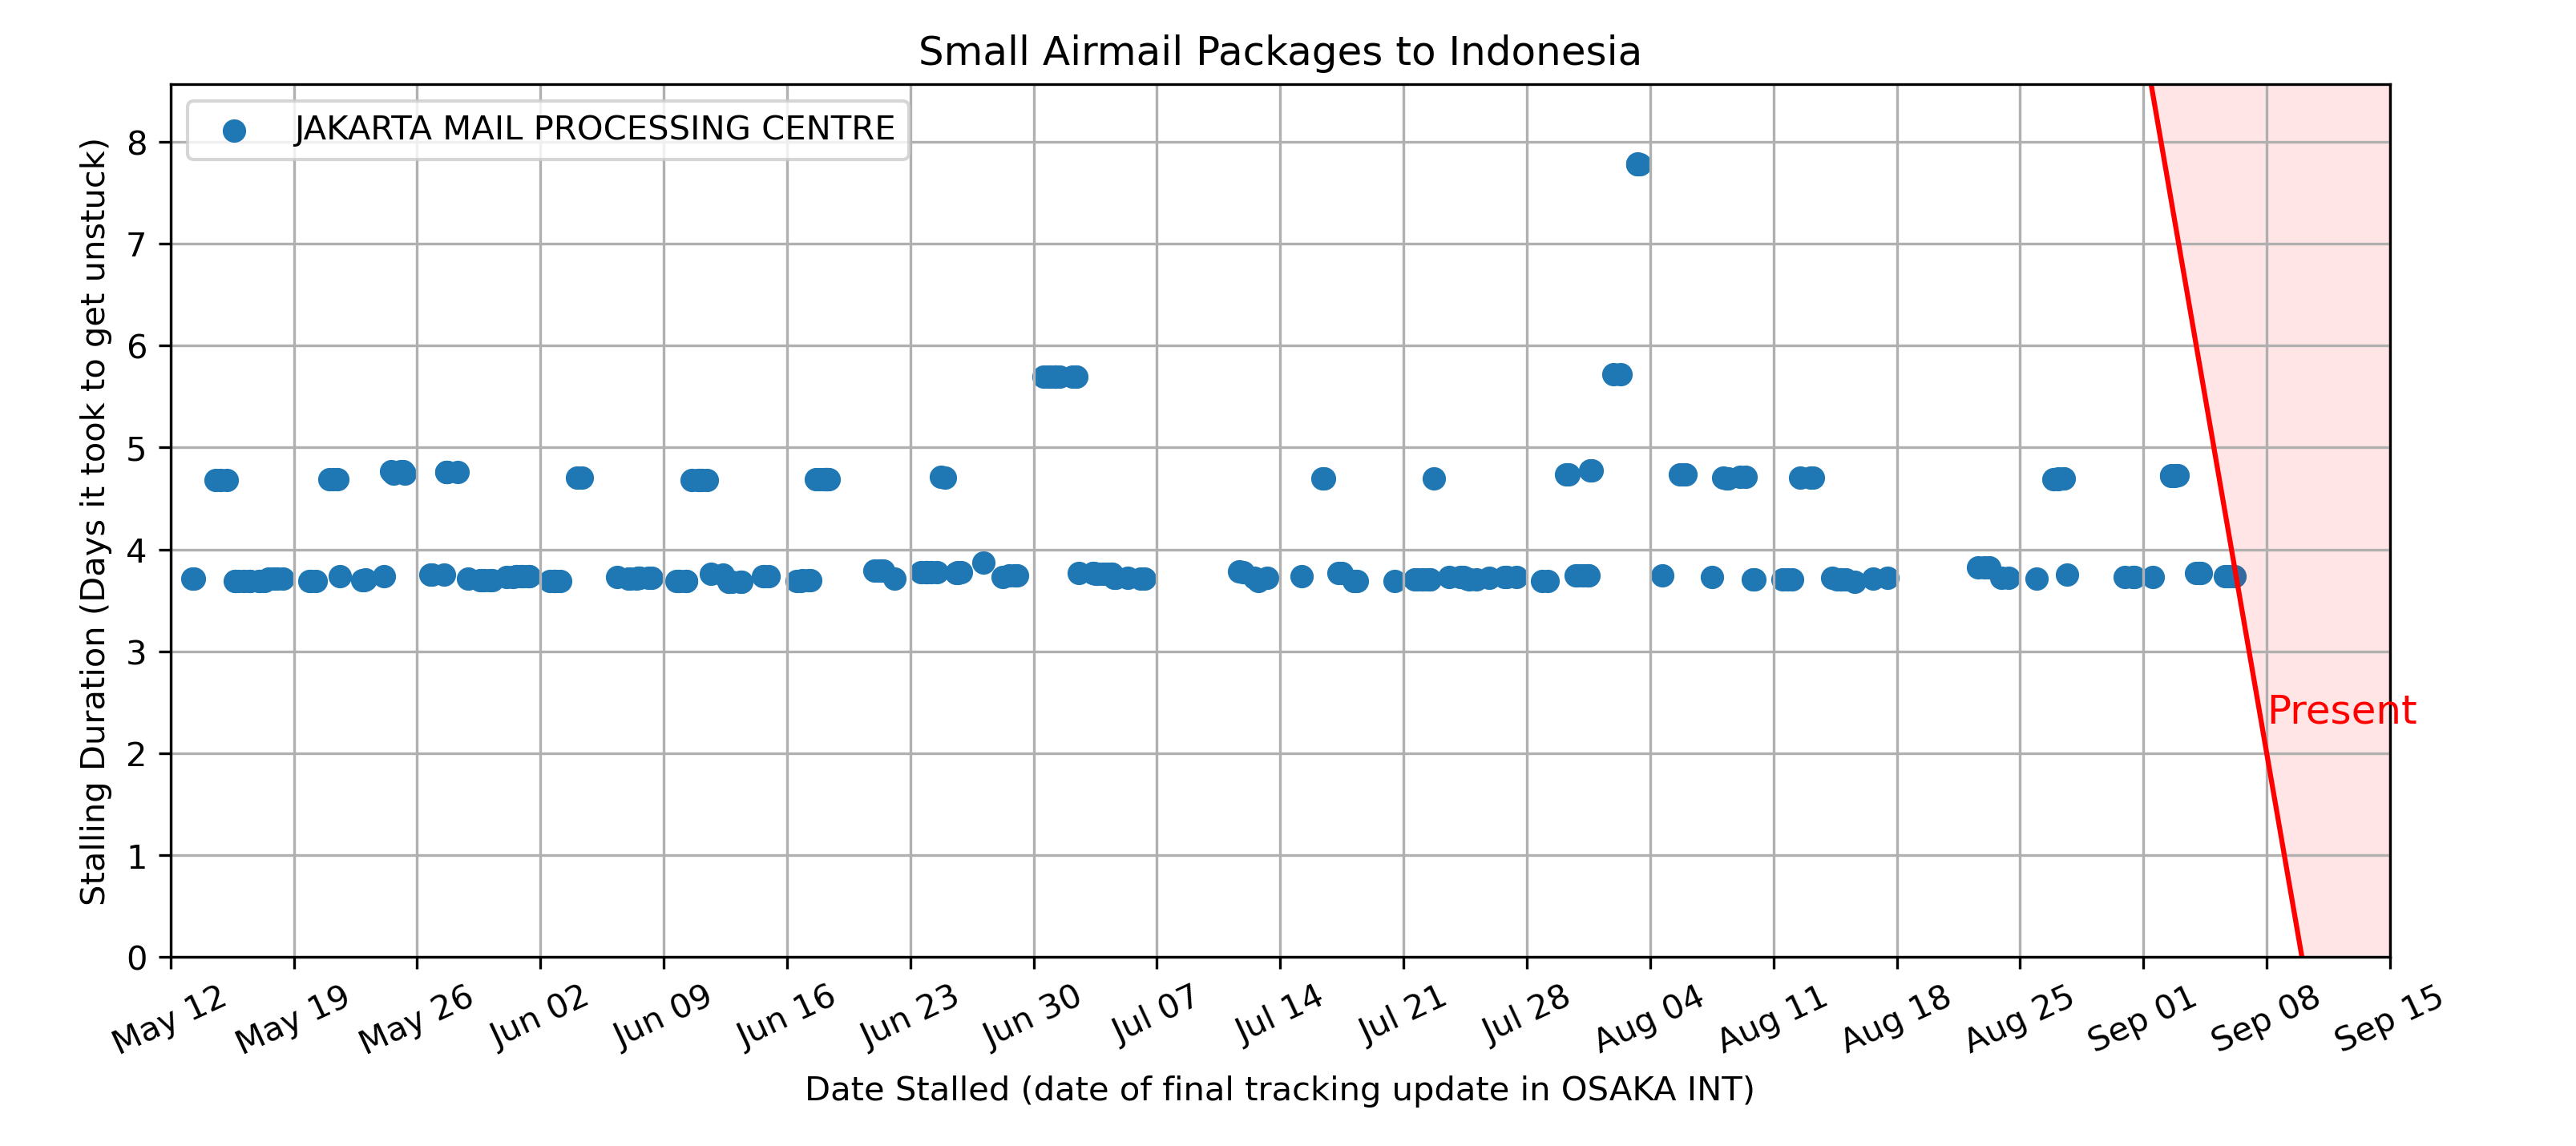 Small Airmail Packages to Indonesia
JAKARTA MAIL PROCESSING CENTRE
Stalling Duration (Days it took to get unstuck)
8
7
6
5
4
3
2
1
0
Present
May 12
May 19
May 26
Jun 02
Jun 09
Jun 16
Jun 23
Jun 30
Jul 07
Jul 14
Jul 21
Jul 28
Aug 04
Aug 11
Aug 18
Aug 25
Sep 01
Sep 08
Sep 15
Date Stalled (date of final tracking update in OSAKA INT)